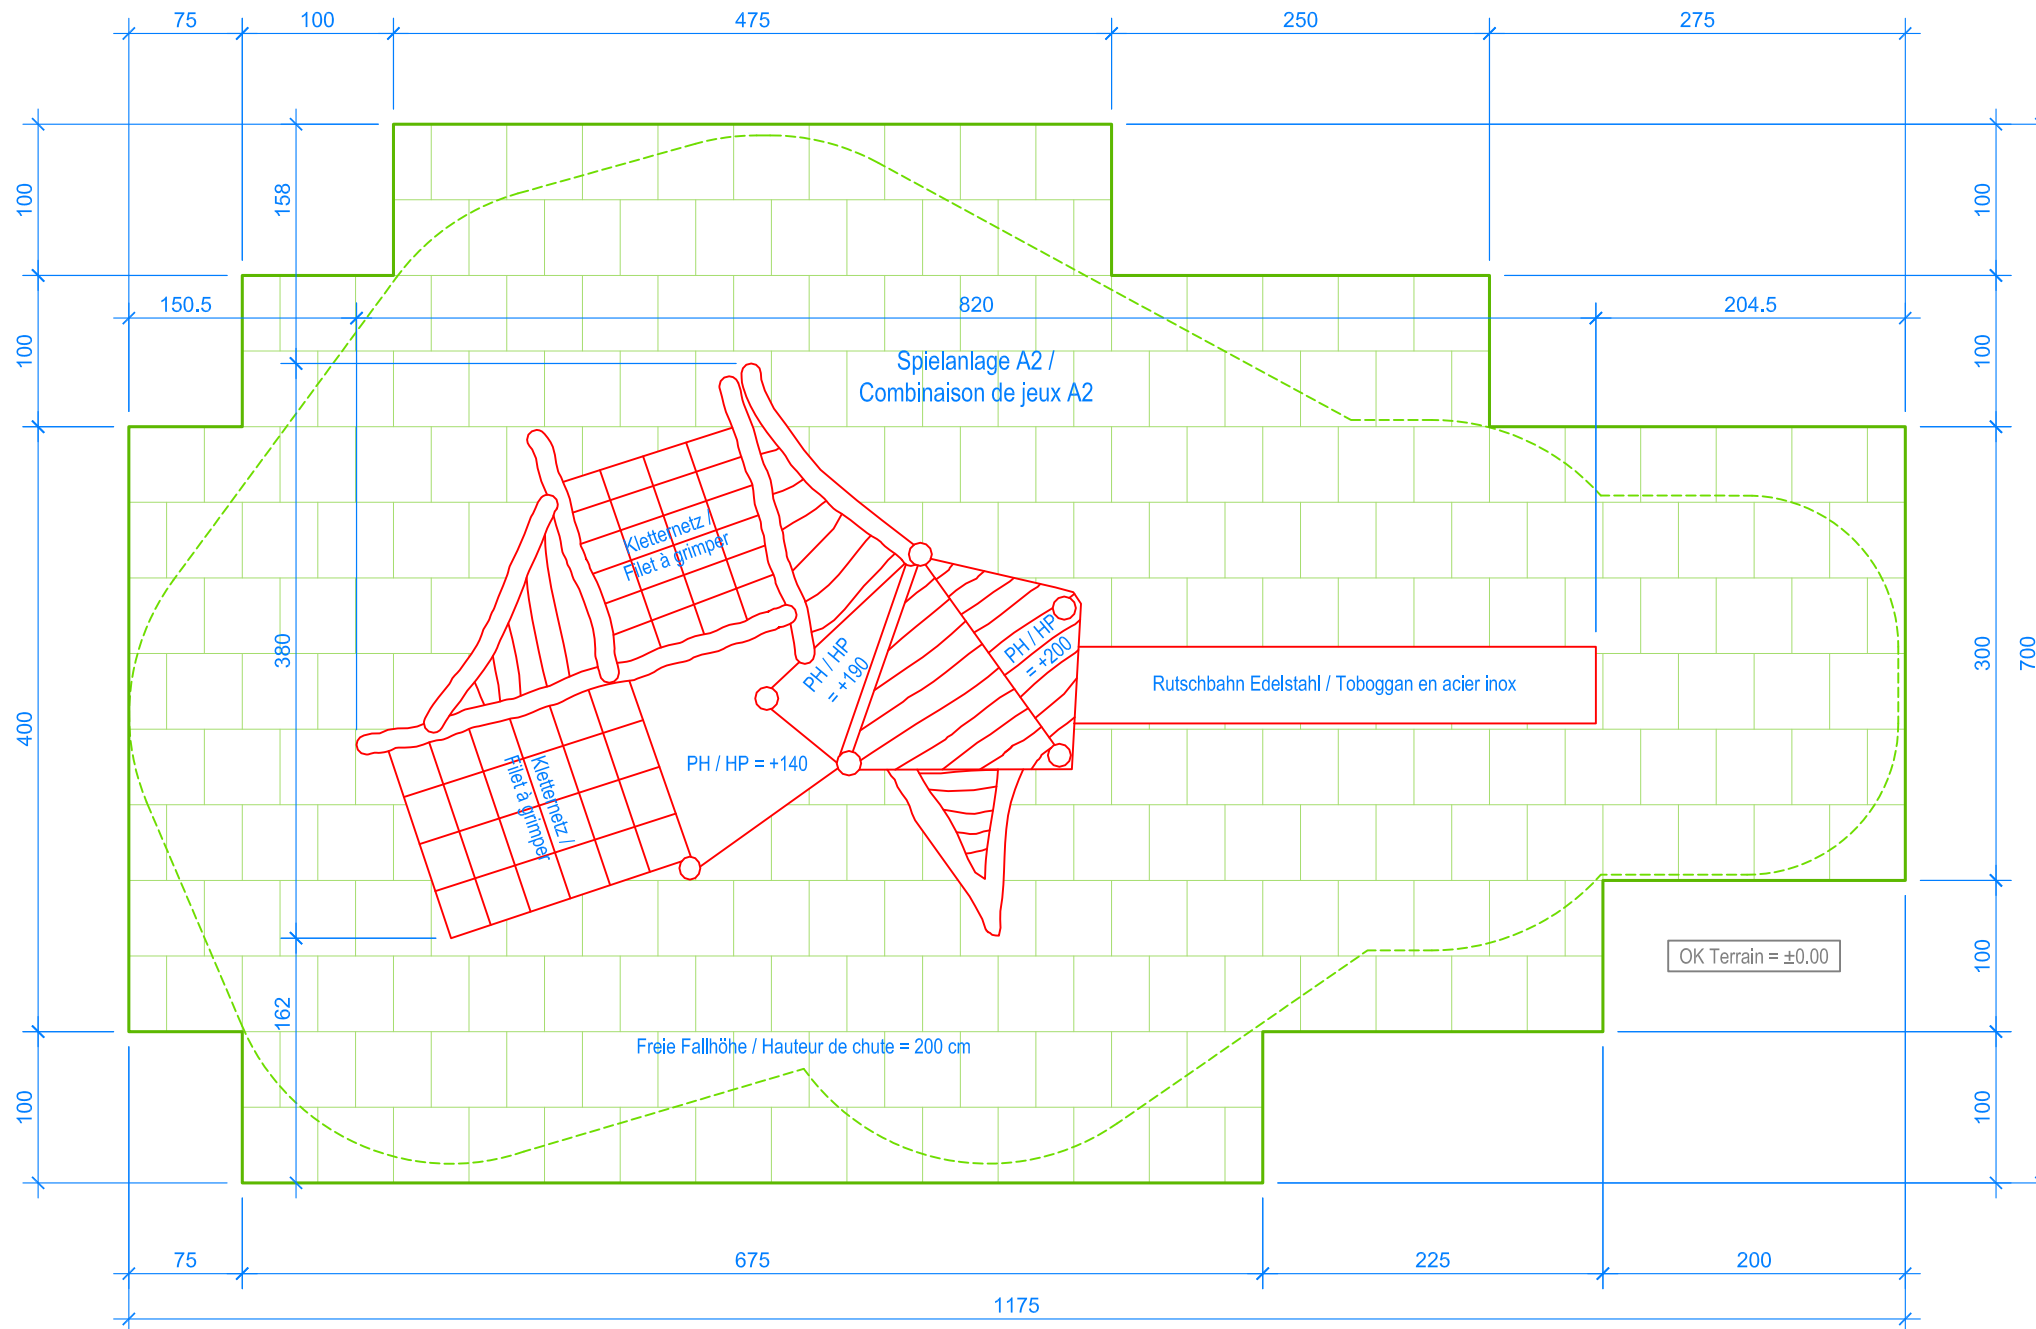 75
100
475
250
275
100
158
100
150.5
820
204.5
100
100
Spielanlage A2 /
Combinaison de jeux A2
Kletternetz /
Filet à grimper
380
400
PH / HP
= +190
PH / HP
= +200
Rutschbahn Edelstahl / Toboggan en acier inox
300
700
PH / HP = +140
Kletternetz /
Filet à grimper
OK Terrain = ±0.00
100
162
Freie Fallhöhe / Hauteur de chute = 200 cm
100
100
75
675
225
200
1175